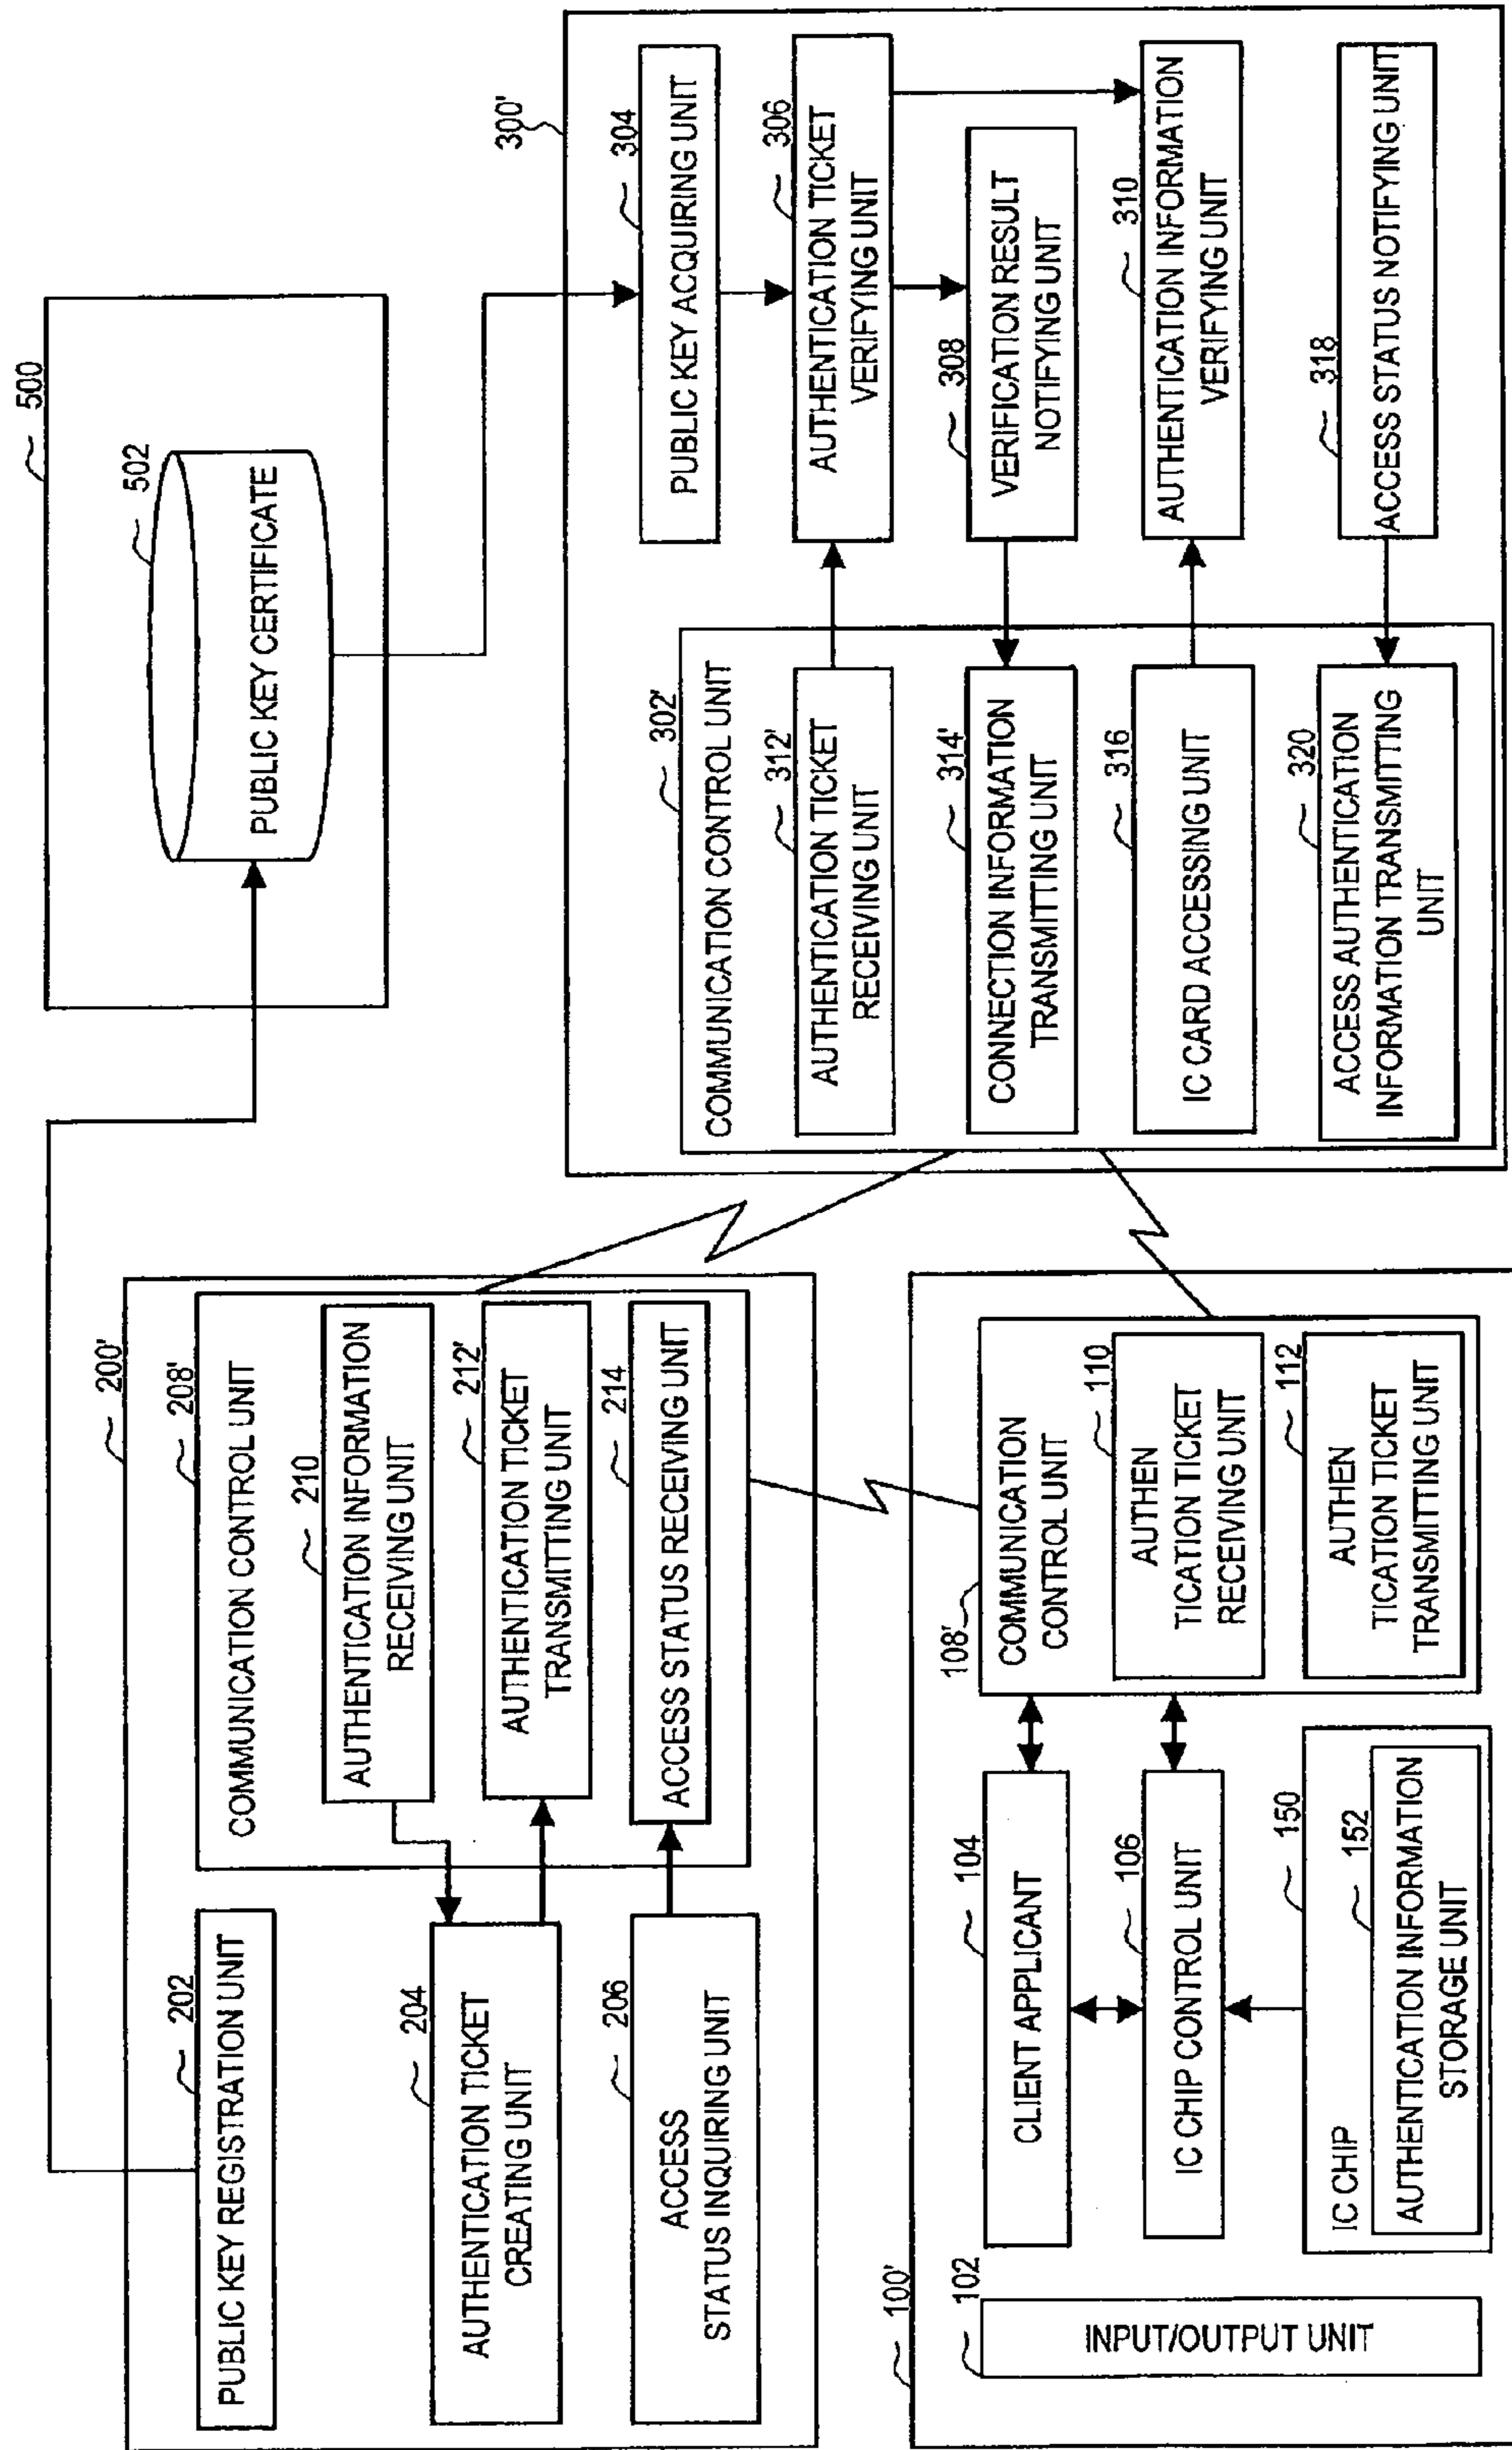 500
502
PUBLIC KEY CERTIFICATE
200'
202
PUBLIC KEY REGISTRATION UNIT
208'
COMMUNICATION CONTROL UNIT
210
AUTHENTICATION INFORMATION
RECEIVING UNIT
204
AUTHENTICATION TICKET
CREATING UNIT
212'
AUTHENTICATION TICKET
TRANSMITTING UNIT
206
ACCESS
STATUS INQUIRING UNIT
214
ACCESS STATUS RECEIVING UNIT
300'
304
PUBLIC KEY ACQUIRING UNIT
302'
COMMUNICATION CONTROL UNIT
312'
AUTHENTICATION TICKET
RECEIVING UNIT
306
AUTHENTICATION TICKET
VERIFYING UNIT
314'
CONNECTION INFORMATION
TRANSMITTING UNIT
308
VERIFICATION RESULT
NOTIFYING UNIT
316
IC CARD ACCESSING UNIT
310
AUTHENTICATION INFORMATION
VERIFYING UNIT
320
ACCESS AUTHENTICATION
INFORMATION TRANSMITTING
UNIT
318
ACCESS STATUS NOTIFYING UNIT
100'
102
INPUT/OUTPUT UNIT
104
CLIENT APPLICANT
106
IC CHIP CONTROL UNIT
150
IC CHIP
152
AUTHENTICATION INFORMATION
STORAGE UNIT
108'
COMMUNICATION
CONTROL UNIT
110
AUTHEN
TICATION TICKET
RECEIVING UNIT
112
AUTHEN
TICATION TICKET
TRANSMITTING UNIT